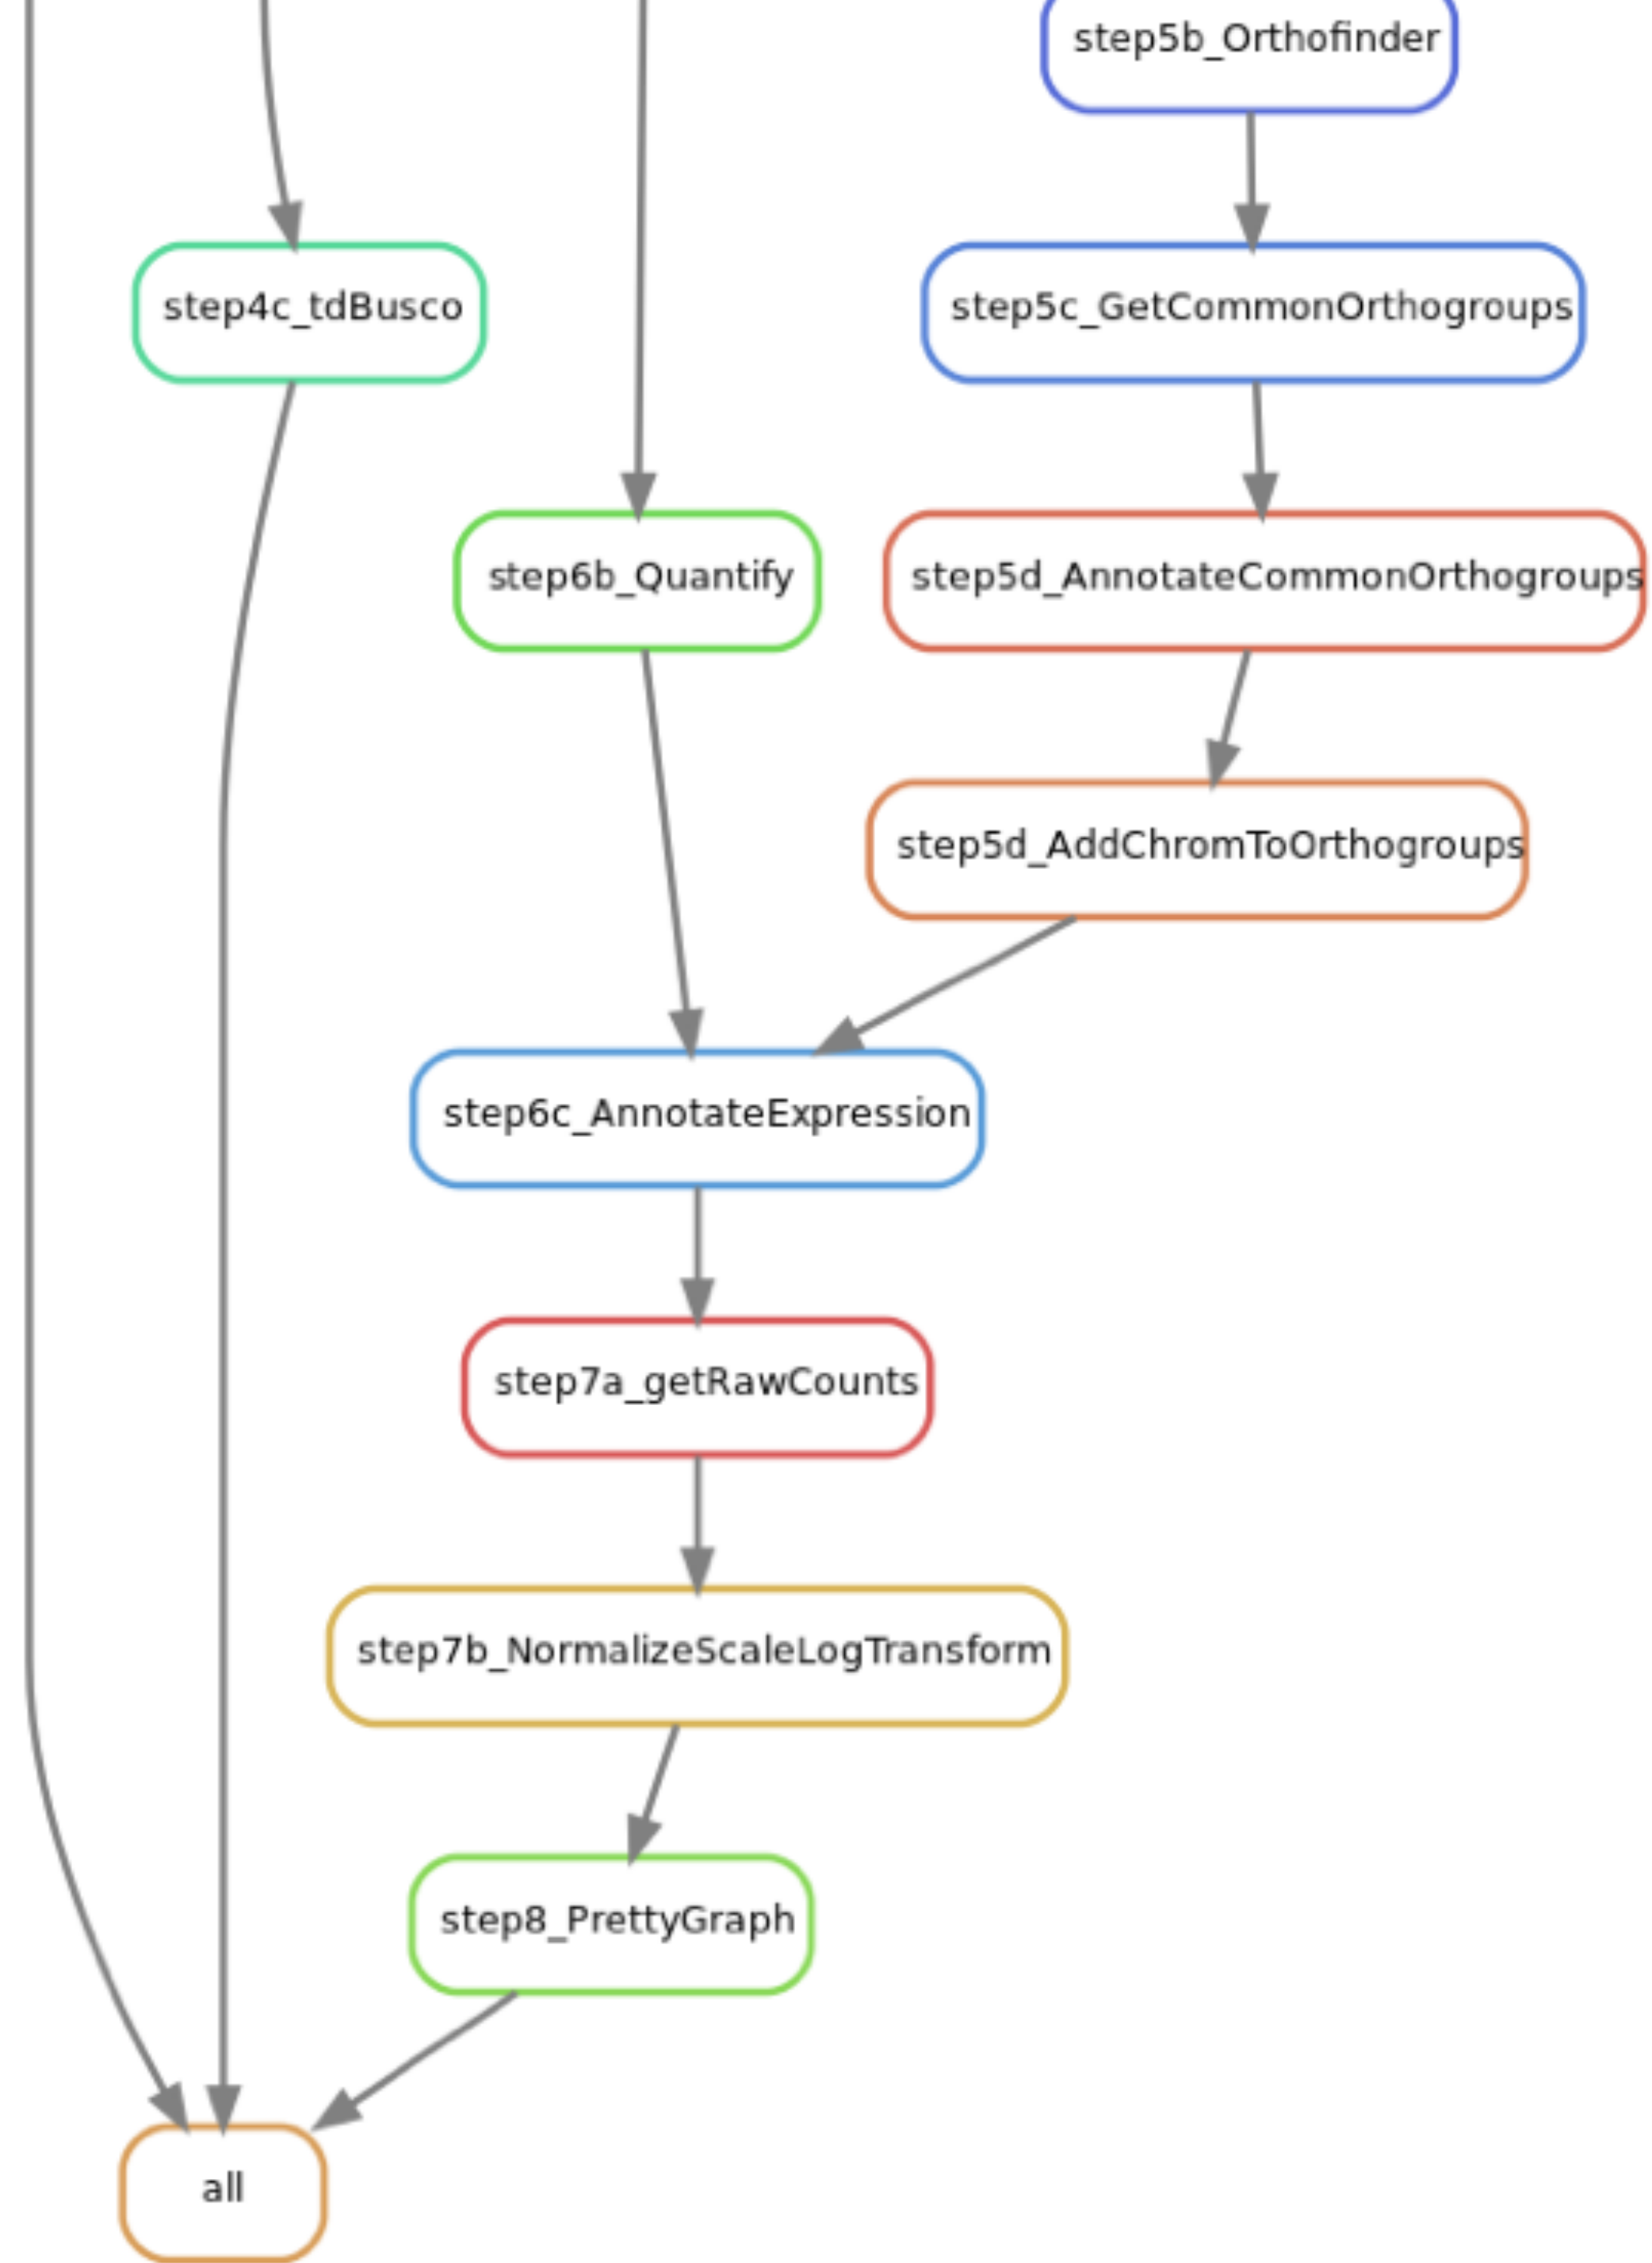 step5b_Orthofinder
step4c_tdBusco
step5c_GetCommonOrthogroups
step6b_Quantify
step5d_AnnotateCommonOrthogroups
step5d_AddChromToOrthogroups
step6c_AnnotateExpression
step7a_getRawCounts
step7b_NormalizeScaleLogTransform
step8_PrettyGraph
all